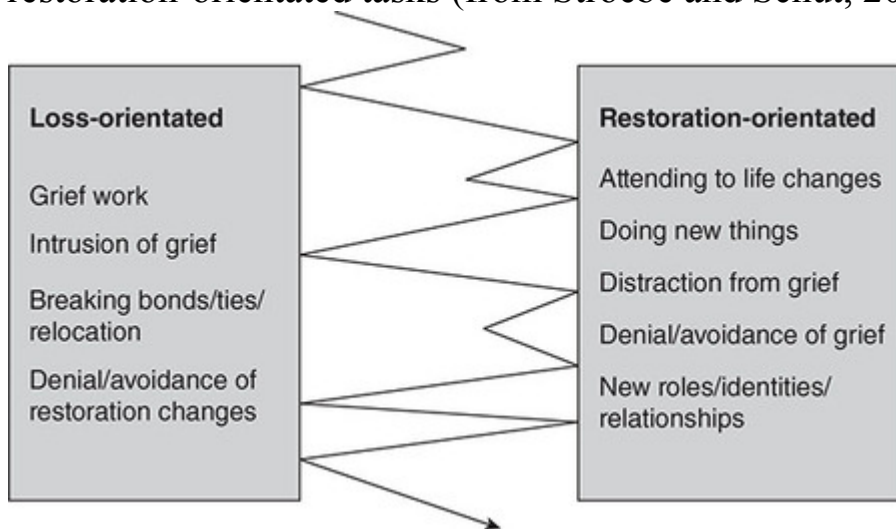 restoration-orientated tasks (from Stroebe and Schut, 20
Loss-orientated
Grief work
Intrusion of grief
Breaking bonds/ties/
relocation
Denial/avoidance of
restoration changes
Restoration-orientated
Attending to life changes
Doing new things
Distraction from grief
Denial/avoidance of grief
New roles/identities/
relationships